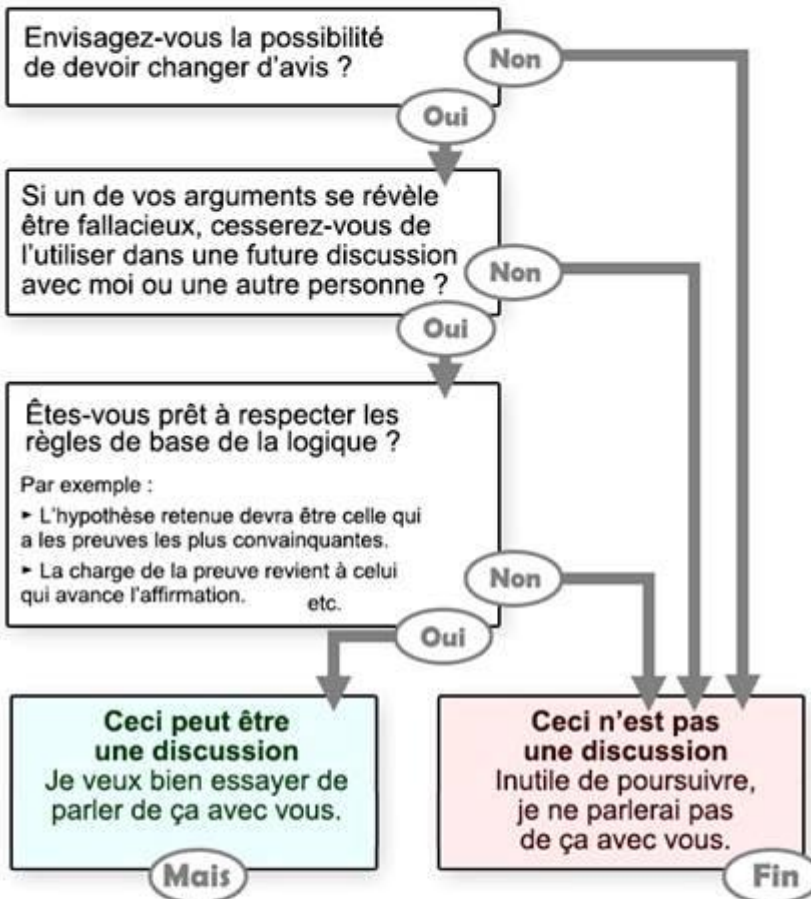 Envisagez-vous la possibilité
de devoir changer d'avis ?
Non
Oui
Si un de vos arguments se révèle
être fallacieux, cesserez-vous de
l'utiliser dans une future discussion
avec moi ou une autre personne ?
Non
Oui
Êtes-vous prêt à respecter les
règles de base de la logique ?
Par exemple :
► L'hypothèse retenue devra être celle qui
a les preuves les plus convainquantes.
► La charge de la preuve revient à celui
qui avance l'affirmation. etc.
Non
Oui
Ceci peut être
une discussion
Je veux bien essayer de
parler de ça avec vous.
Mais
Ceci n'est pas
une discussion
Inutile de poursuivre,
je ne parlerai pas
de ça avec vous.
Fin